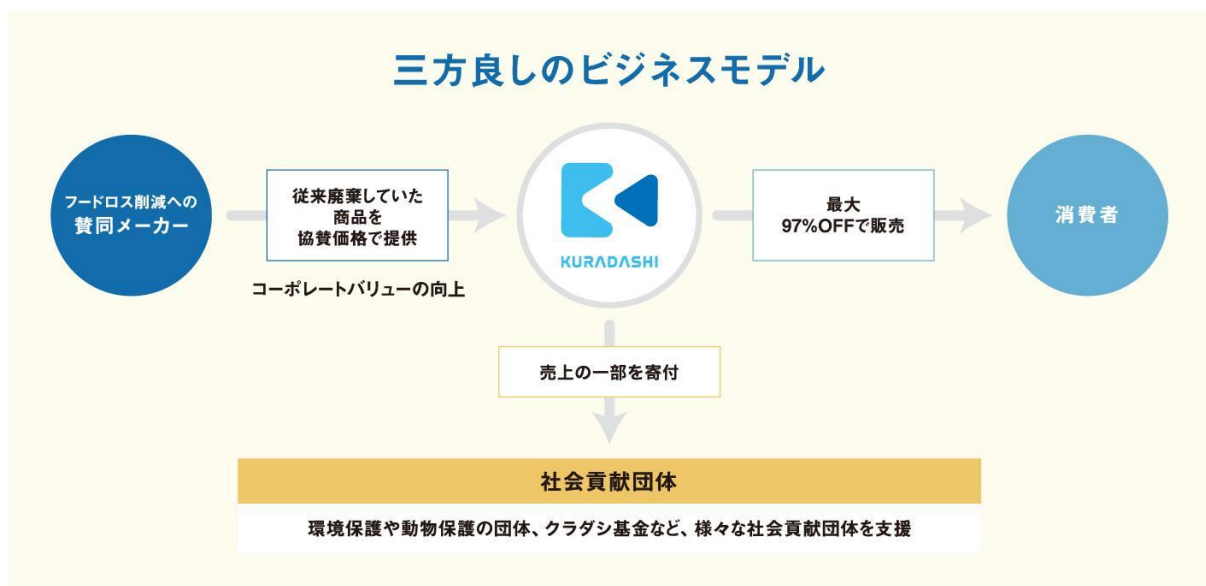 三方良しのビジネスモデル
フードロス削減への
賛同メーカー
従来廃棄していた
商品を
協賛価格で提供
コーポレートバリューの向上
KURADASHI
最大
97%OFFで販売
消費者
売上の一部を寄付
社会貢献団体
環境保護や動物保護の団体、クラダシ基金など、様々な社会貢献団体を支援